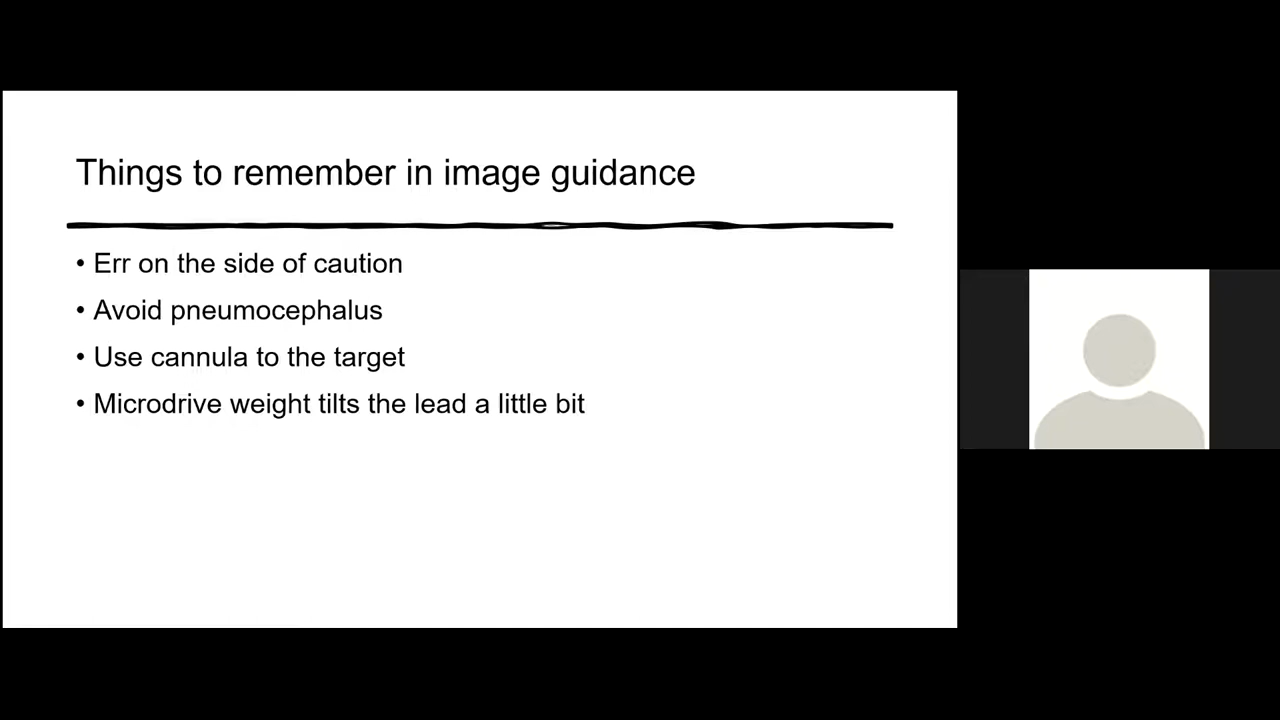 Things to remember in image guidance
• Err on the side of caution
• Avoid pneumocephalus
• Use cannula to the target
• Microdrive weight tilts the lead a little bit